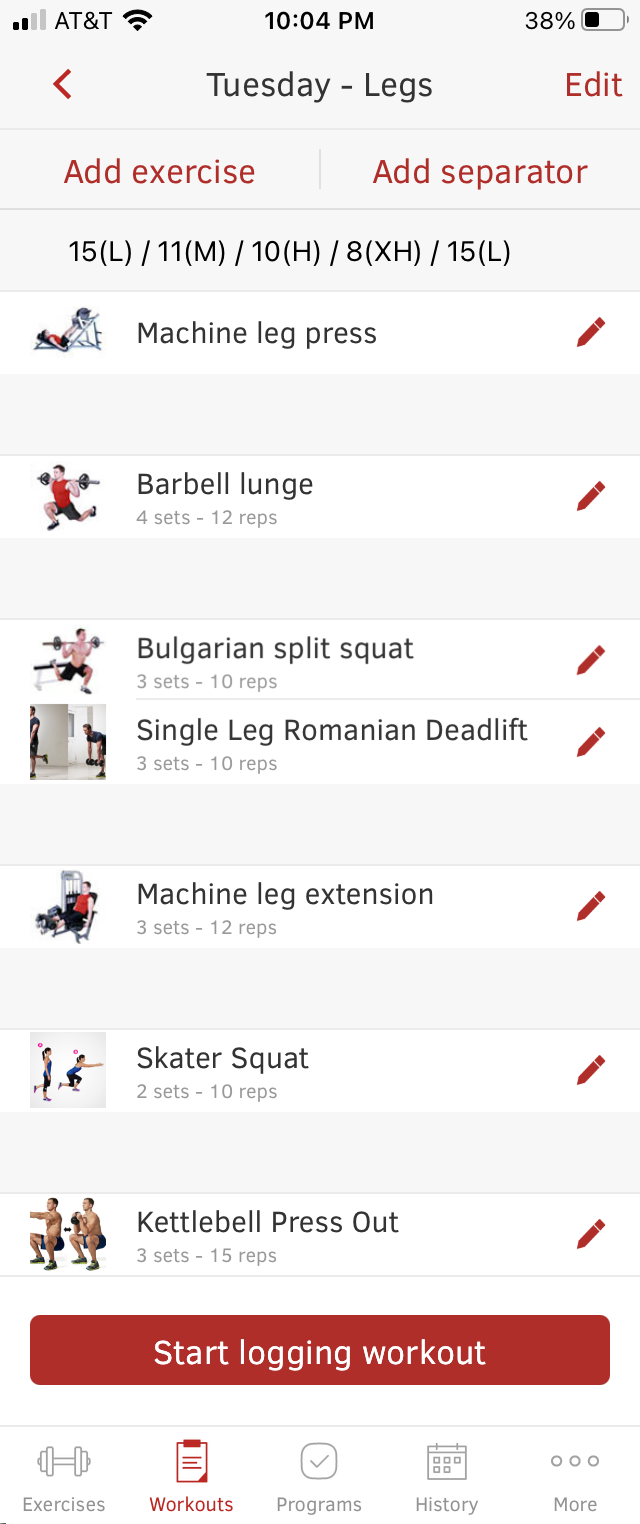 AT&T 10:04 PM 38%
Tuesday - Legs Edit
Add exercise Add separator
15(L) / 11(M) / 10(H) / 8(XH) / 15(L)
Machine leg press
Barbell lunge
4 sets - 12 reps
Bulgarian split squat
3 sets - 10 reps
Single Leg Romanian Deadlift
3 sets - 10 reps
Machine leg extension
3 sets - 12 reps
Skater Squat
2 sets - 10 reps
Kettlebell Press Out
3 sets - 15 reps
Start logging workout
Exercises Workouts Programs History More